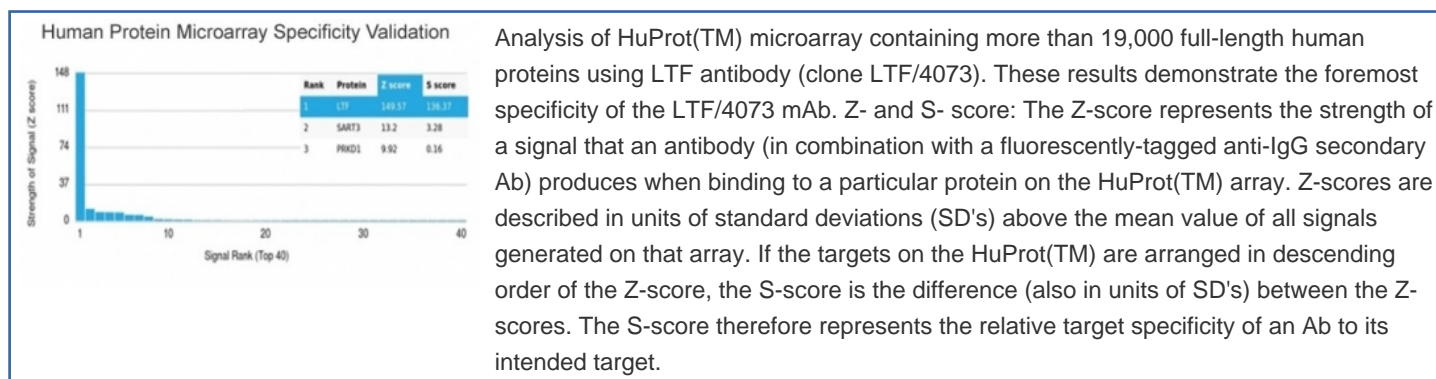 Human Protein Microarray Specificity Validation
Strength of Signal (Z score)
148
111
74
37
0
1 10 20 30 40
Signal Rank (Top 40)
Rank Protein Z score S score
1 LTF 149.57 136.37
2 SART3 13.2 3.28
3 PRKD1 9.92 0.16
Analysis of HuProt(TM) microarray containing more than 19,000 full-length human
proteins using LTF antibody (clone LTF/4073). These results demonstrate the foremost
specificity of the LTF/4073 mAb. Z- and S- score: The Z-score represents the strength of
a signal that an antibody (in combination with a fluorescently-tagged anti-IgG secondary
Ab) produces when binding to a particular protein on the HuProt(TM) array. Z-scores are
described in units of standard deviations (SD's) above the mean value of all signals
generated on that array. If the targets on the HuProt(TM) are arranged in descending
order of the Z-score, the S-score is the difference (also in units of SD's) between the Z-
scores. The S-score therefore represents the relative target specificity of an Ab to its
intended target.